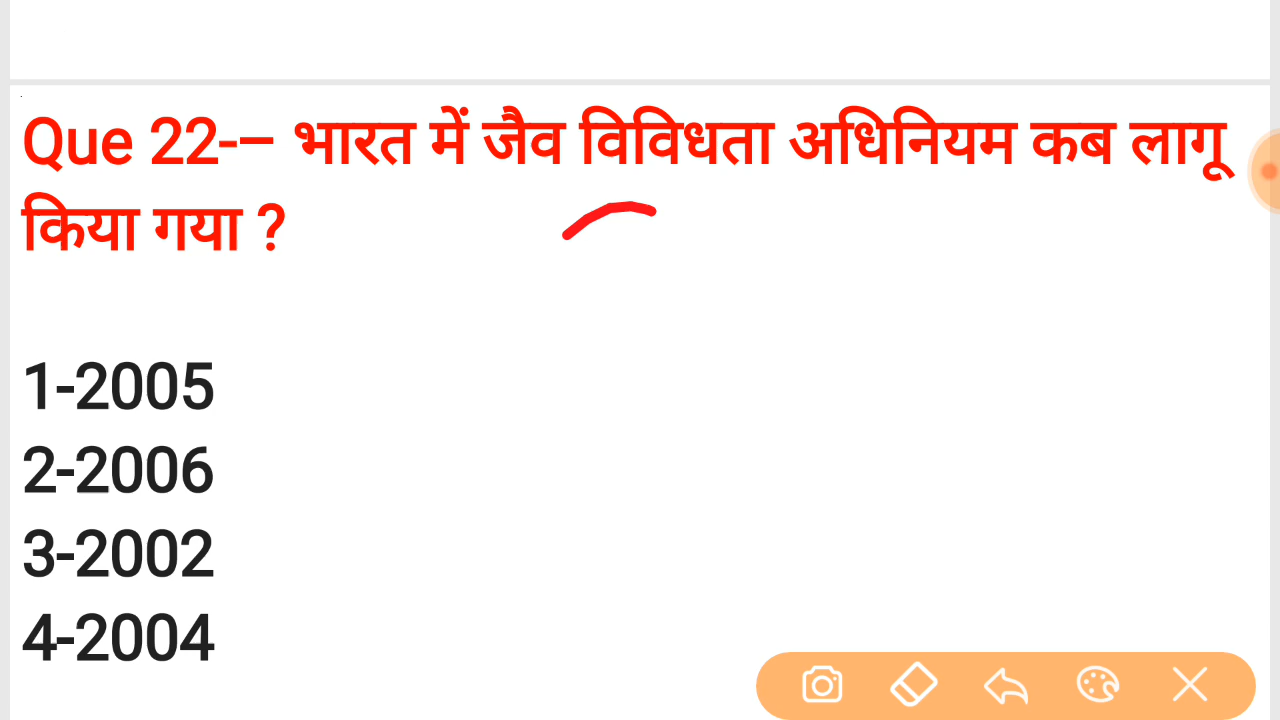 Que 22-– भारत में जैव विविधता अधिनियम कब लागू
किया गया ?
1-2005
2-2006
3-2002
4-2004